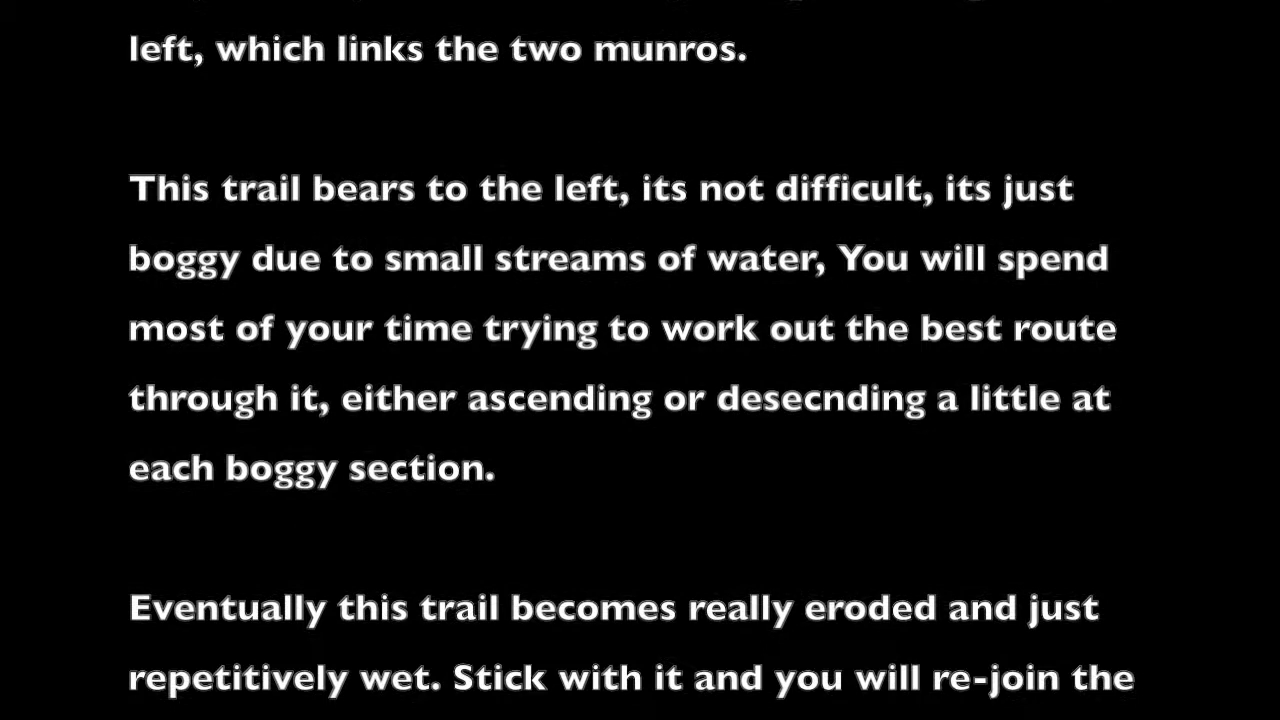 left, which links the two munros.
This trail bears to the left, its not difficult, its just
boggy due to small streams of water, You will spend
most of your time trying to work out the best route
through it, either ascending or desecnding a little at
each boggy section.
Eventually this trail becomes really eroded and just
repetitively wet. Stick with it and you will re-join the